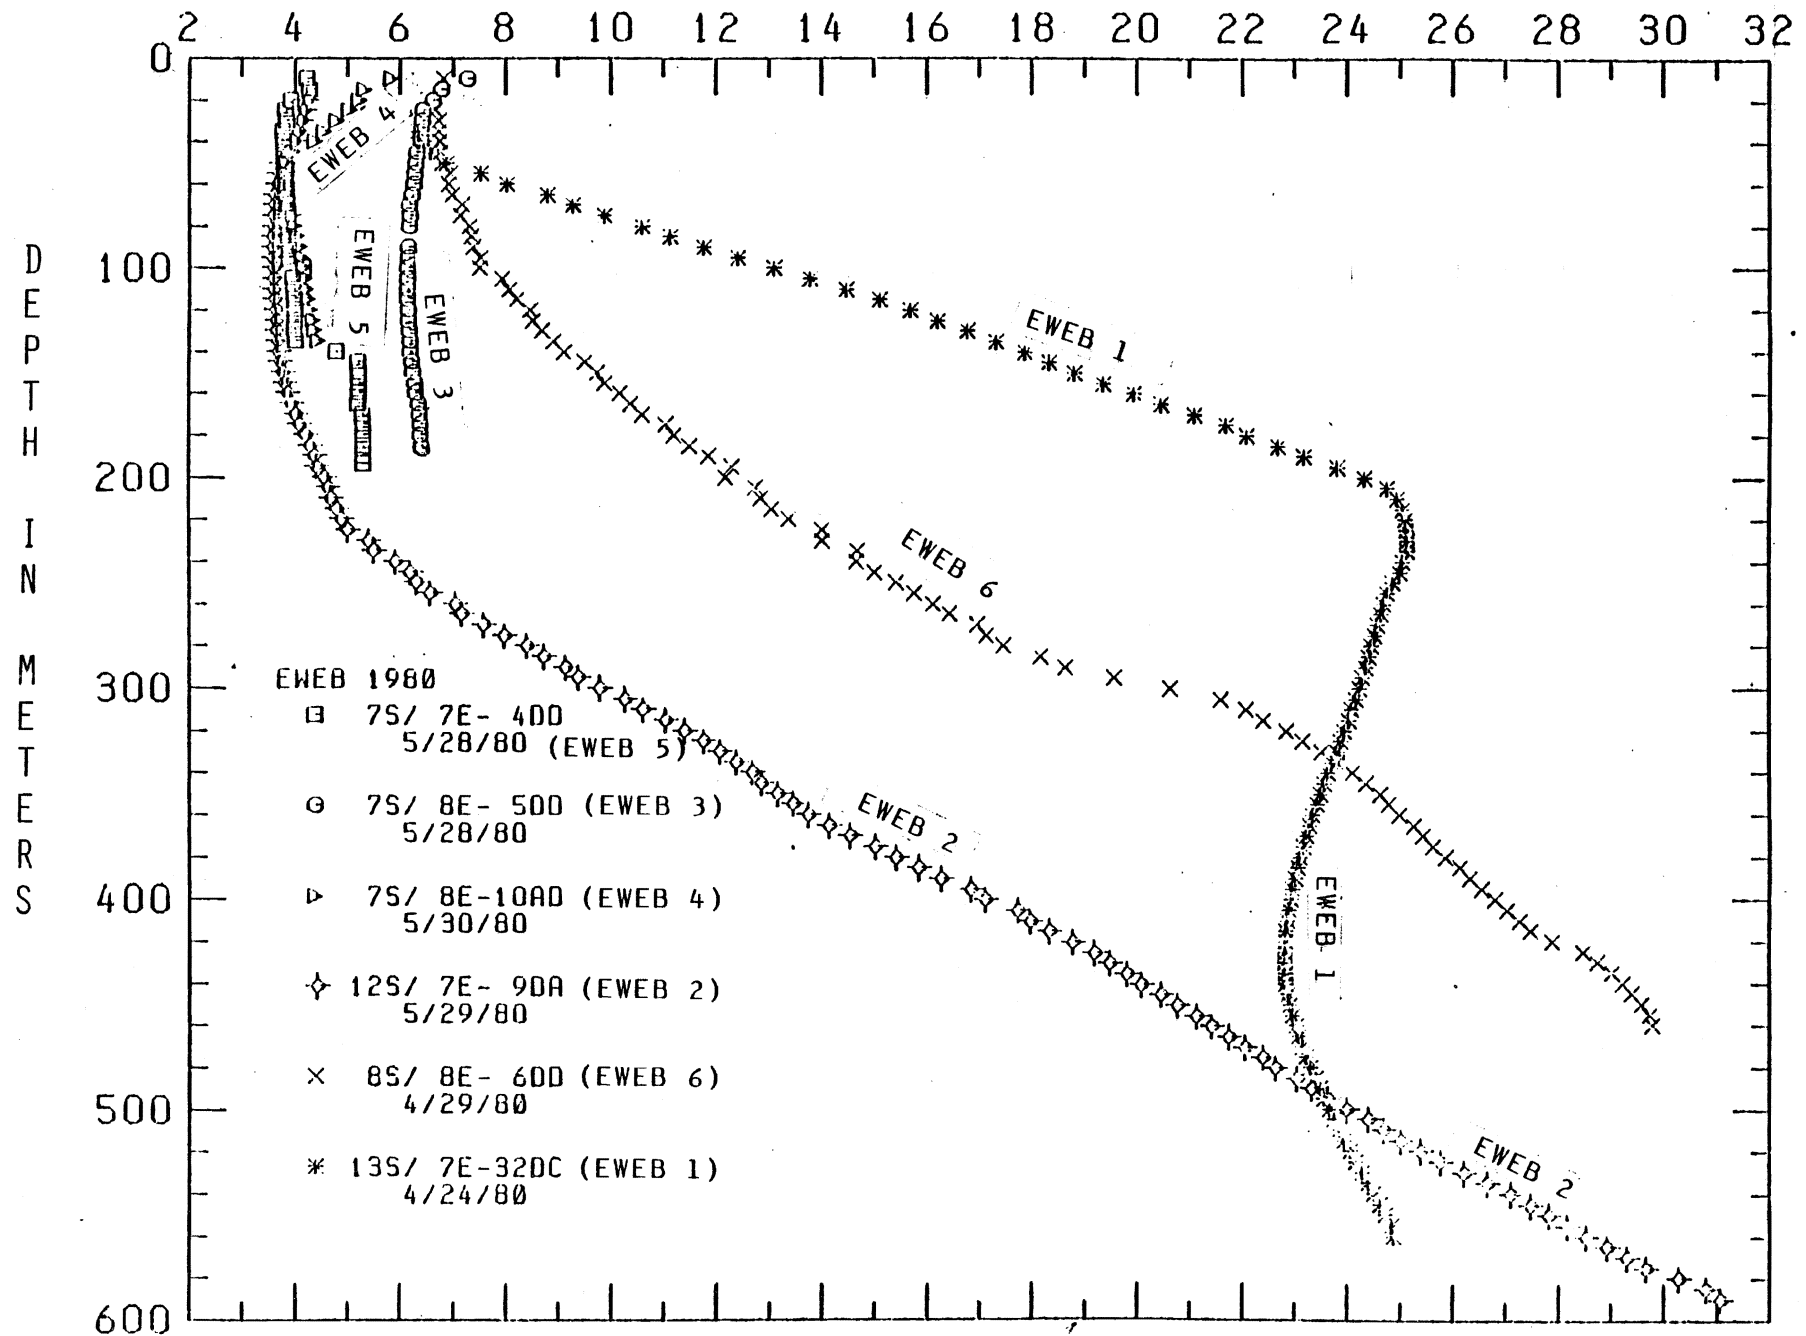 2 4 6 8 10 12 14 16 18 20 22 24 26 28 30 32
0
100
200
300
400
500
600
DEPTH IN METERS
EWEB 4
EWEB 5
EWEB 3
EWEB 1
EWEB 6
EWEB 2
EWEB 1
EWEB 2
EWEB 1980
7S/ 7E- 4DD
5/28/80 (EWEB 5)
7S/ 8E- 5DD (EWEB 3)
5/28/80
7S/ 8E-10AD (EWEB 4)
5/30/80
12S/ 7E- 9DA (EWEB 2)
5/29/80
8S/ 8E- 6DD (EWEB 6)
4/29/80
13S/ 7E-32DC (EWEB 1)
4/24/80